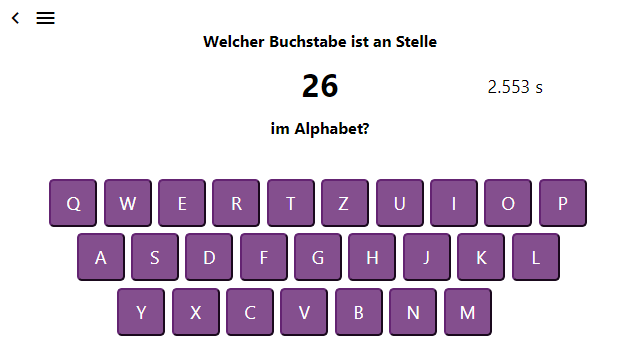 Welcher Buchstabe ist an Stelle
26
2.553 s
im Alphabet?
Q W E R T Z U I O P
A S D F G H J K L
Y X C V B N M